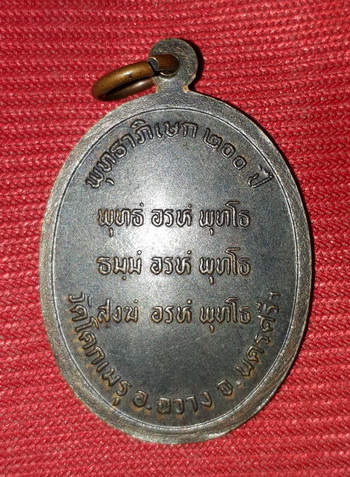 พุทธาภิเษก ๒๐๐ ปี
พุทธํ อรหํ พุทโธ
ธมฺมํ อรหํ พุทโธ
สงฆํ อรหํ พุทโธ
วัดโคกเมรุ อ.ฉวาง จ.นครศรีฯ